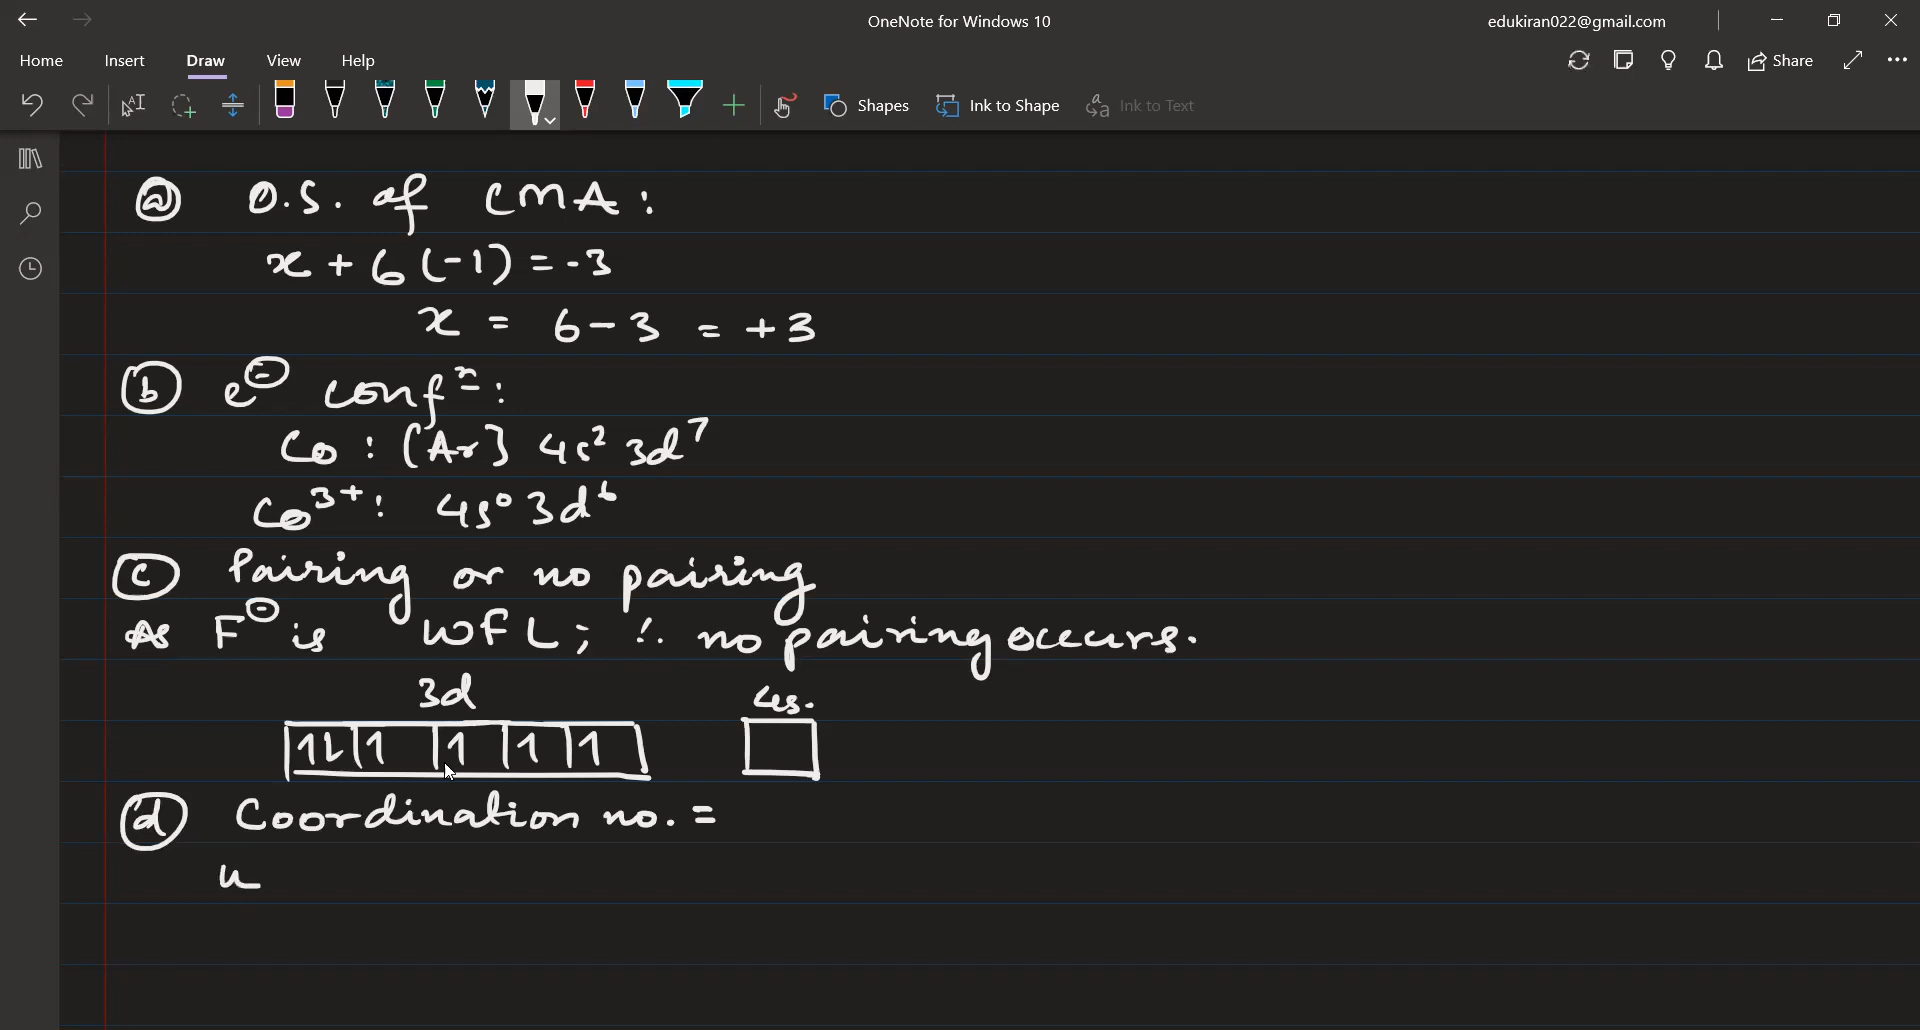 OneNote for Windows 10
edukiran022@gmail.com
Home Insert Draw View Help
Share
Shapes Ink to Shape Ink to Text
ⓐ O.S. of CMA :
x + 6 (-1) = -3
x = 6 - 3 = +3
ⓑ e⊖ confⁿ :
Co : [Ar] 4s² 3d⁷
Co³⁺ : 4s⁰ 3d⁶
ⓒ Pairing or no pairing
As F⊖ is WFL ; ∴ no pairing occurs.
3d 4s.
1L 1 1 1 1
ⓓ Coordination no. =